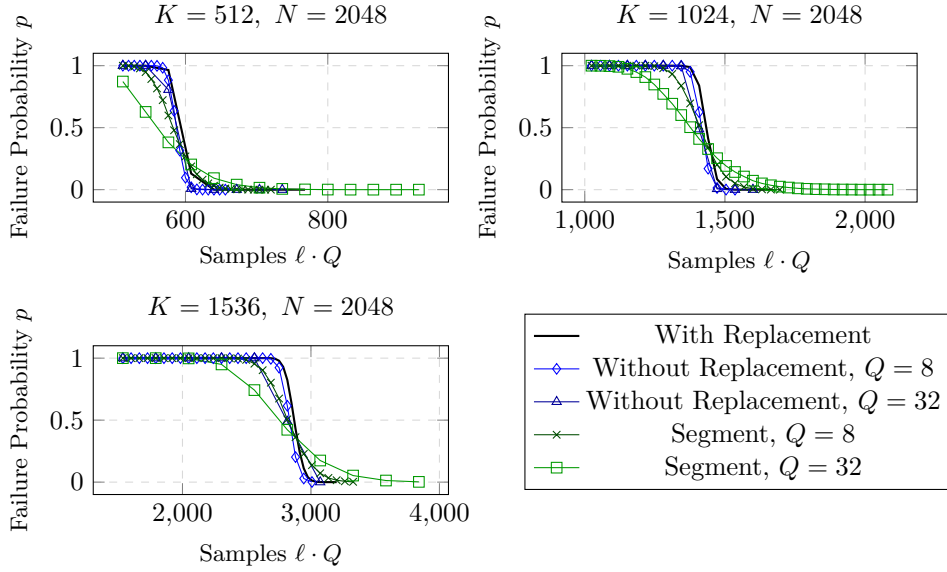 K = 512, N = 2048
Failure Probability p
1
0.5
0
600
800
Samples ℓ · Q
K = 1024, N = 2048
Failure Probability p
1
0.5
0
1,000
1,500
2,000
Samples ℓ · Q
K = 1536, N = 2048
Failure Probability p
1
0.5
0
2,000
3,000
4,000
Samples ℓ · Q
With Replacement
Without Replacement, Q = 8
Without Replacement, Q = 32
Segment, Q = 8
Segment, Q = 32